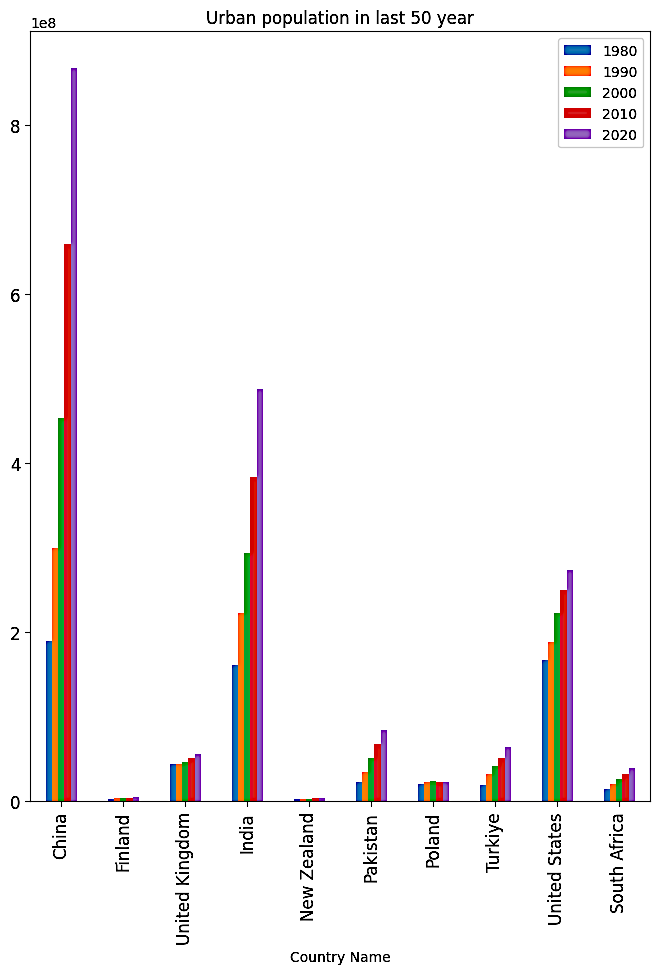 Urban population in last 50 year
1e8
1980
1990
2000
2010
2020
8
6
4
2
0
China
Finland
United Kingdom
India
New Zealand
Pakistan
Poland
Turkiye
United States
South Africa
Country Name